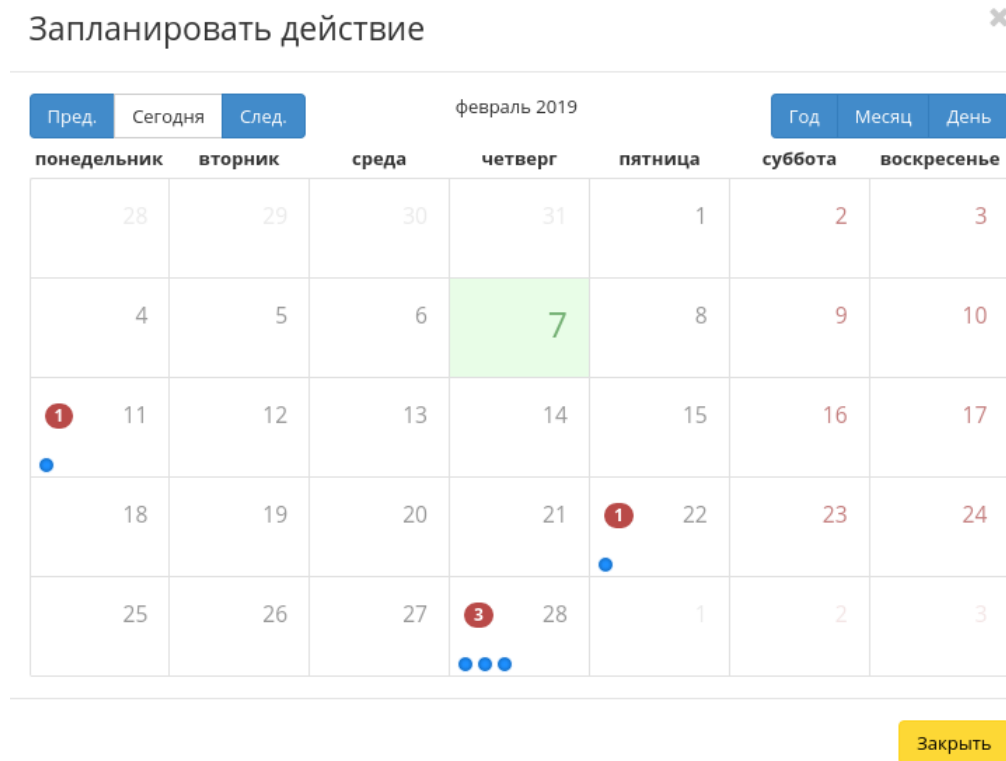 Запланировать действие
Пред. Сегодня След. февраль 2019 Год Месяц День
понедельник вторник среда четверг пятница суббота воскресенье
28 29 30 31 1 2 3
4 5 6 7 8 9 10
1 11 12 13 14 15 16 17
18 19 20 21 1 22 23 24
25 26 27 3 28 1 2 3
Закрыть